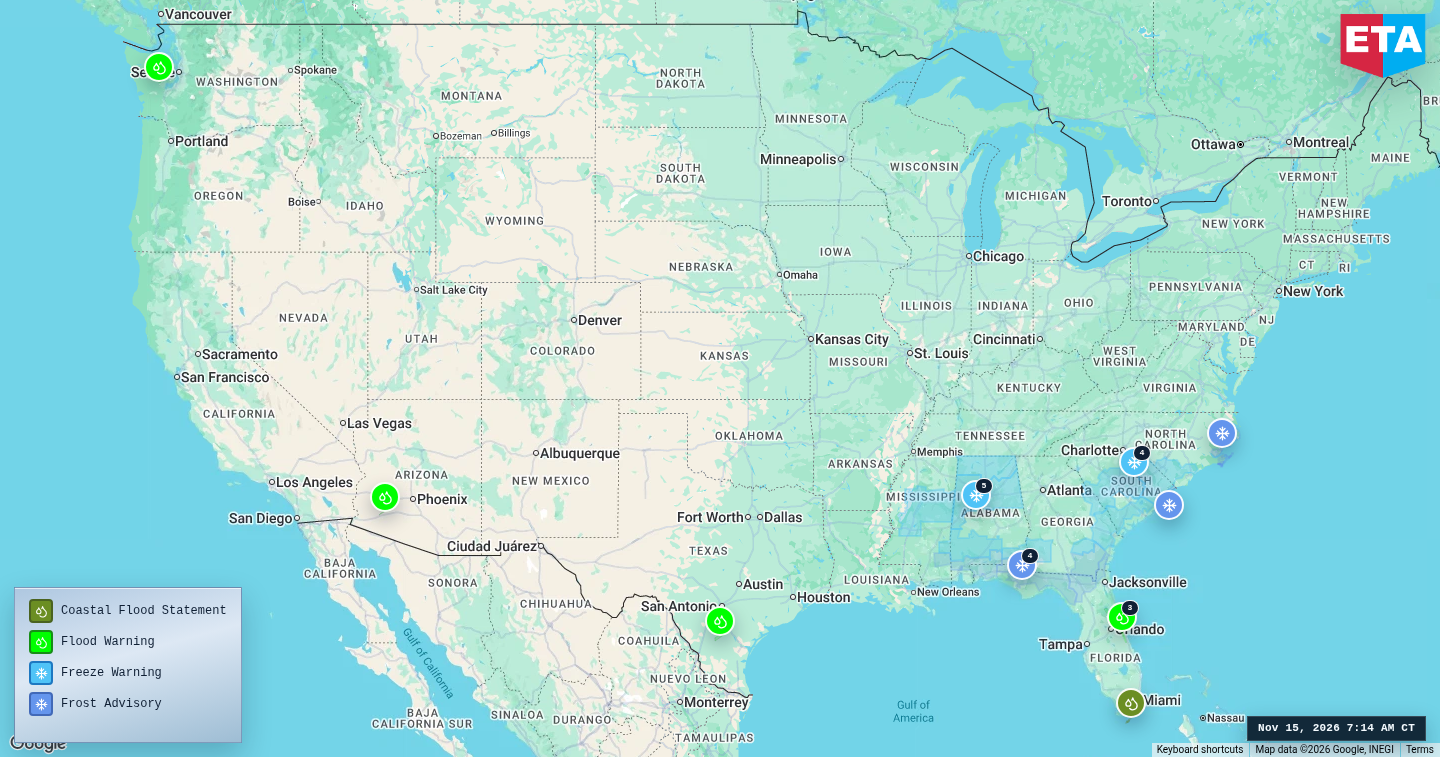 Vancouver
ETA
WASHINGTON
Spokane
NORTH
DAKOTA
MONTANA
Bozeman
Billings
MINNESOTA
Portland
Minneapolis
Ottawa
Montreal
MAINE
WISCONSIN
SOUTH
DAKOTA
VERMONT
OREGON
Boise
IDAHO
MICHIGAN
Toronto
NEW
HAMPSHIRE
WYOMING
NEW YORK
MASSACHUSETTS
IOWA
Chicago
NEBRASKA
Omaha
CT
RI
Salt Lake City
PENNSYLVANIA
New York
NEVADA
ILLINOIS
INDIANA
OHIO
Denver
NJ
MARYLAND
UTAH
Kansas City
Cincinnati
DE
Sacramento
COLORADO
KANSAS
MISSOURI
St. Louis
WEST
VIRGINIA
San Francisco
KENTUCKY
VIRGINIA
CALIFORNIA
Las Vegas
OKLAHOMA
TENNESSEE
NORTH
CAROLINA
Albuquerque
Memphis
Charlotte
4
ARIZONA
ARKANSAS
Los Angeles
NEW MEXICO
5
SOUTH
CAROLINA
Phoenix
MISSISSIPPI
Atlanta
San Diego
Fort Worth
Dallas
ALABAMA
GEORGIA
Ciudad Juárez
TEXAS
4
BAJA
CALIFORNIA
SONORA
Austin
LOUISIANA
Jacksonville
CHIHUAHUA
San Antonio
Houston
New Orleans
3
Orlando
COAHUILA
Tampa
Gulf of California
FLORIDA
NUEVO LEON
Monterrey
Miami
BAJA
CALIFORNIA SUR
SINALOA
DURANGO
Gulf of
America
Nassau
TAMAULIPAS
Coastal Flood Statement
Flood Warning
Freeze Warning
Frost Advisory
Google
Nov 15, 2026 7:14 AM CT
Keyboard shortcuts
Map data ©2026 Google, INEGI
Terms